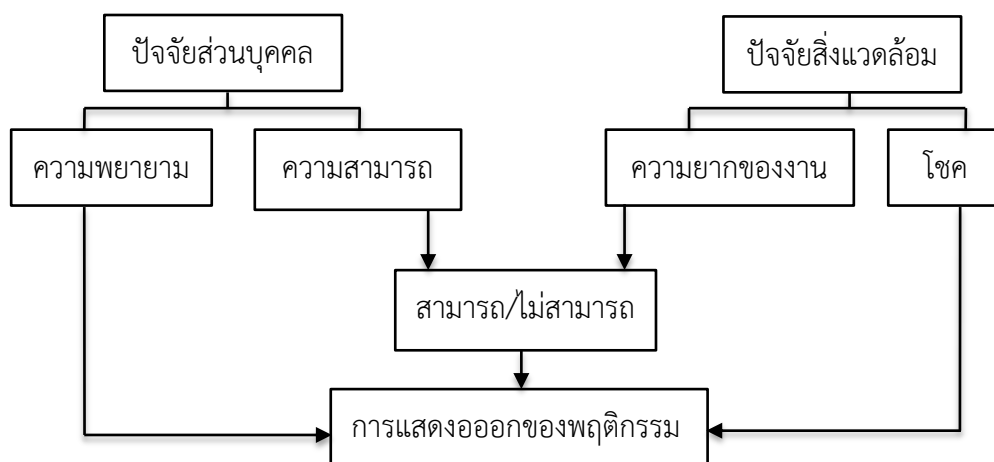 ปัจจัยส่วนบุคคล
ปัจจัยสิ่งแวดล้อม
ความพยายาม
ความสามารถ
ความยากของงาน
โชค
สามารถ/ไม่สามารถ
การแสดงอออกของพฤติกรรม